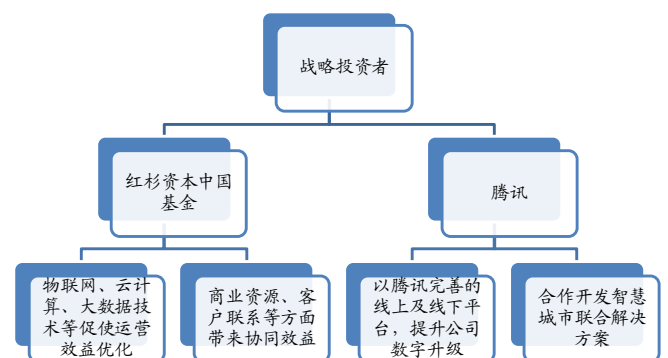 战略投资者
红杉资本中国
基金
腾讯
物联网、云计
算、大数据技
术等促使运营
效益优化
商业资源、客
户联系等方面
带来协同效益
以腾讯完善的
线上及线下平
台，提升公司
数字升级
合作开发智慧
城市联合解决
方案